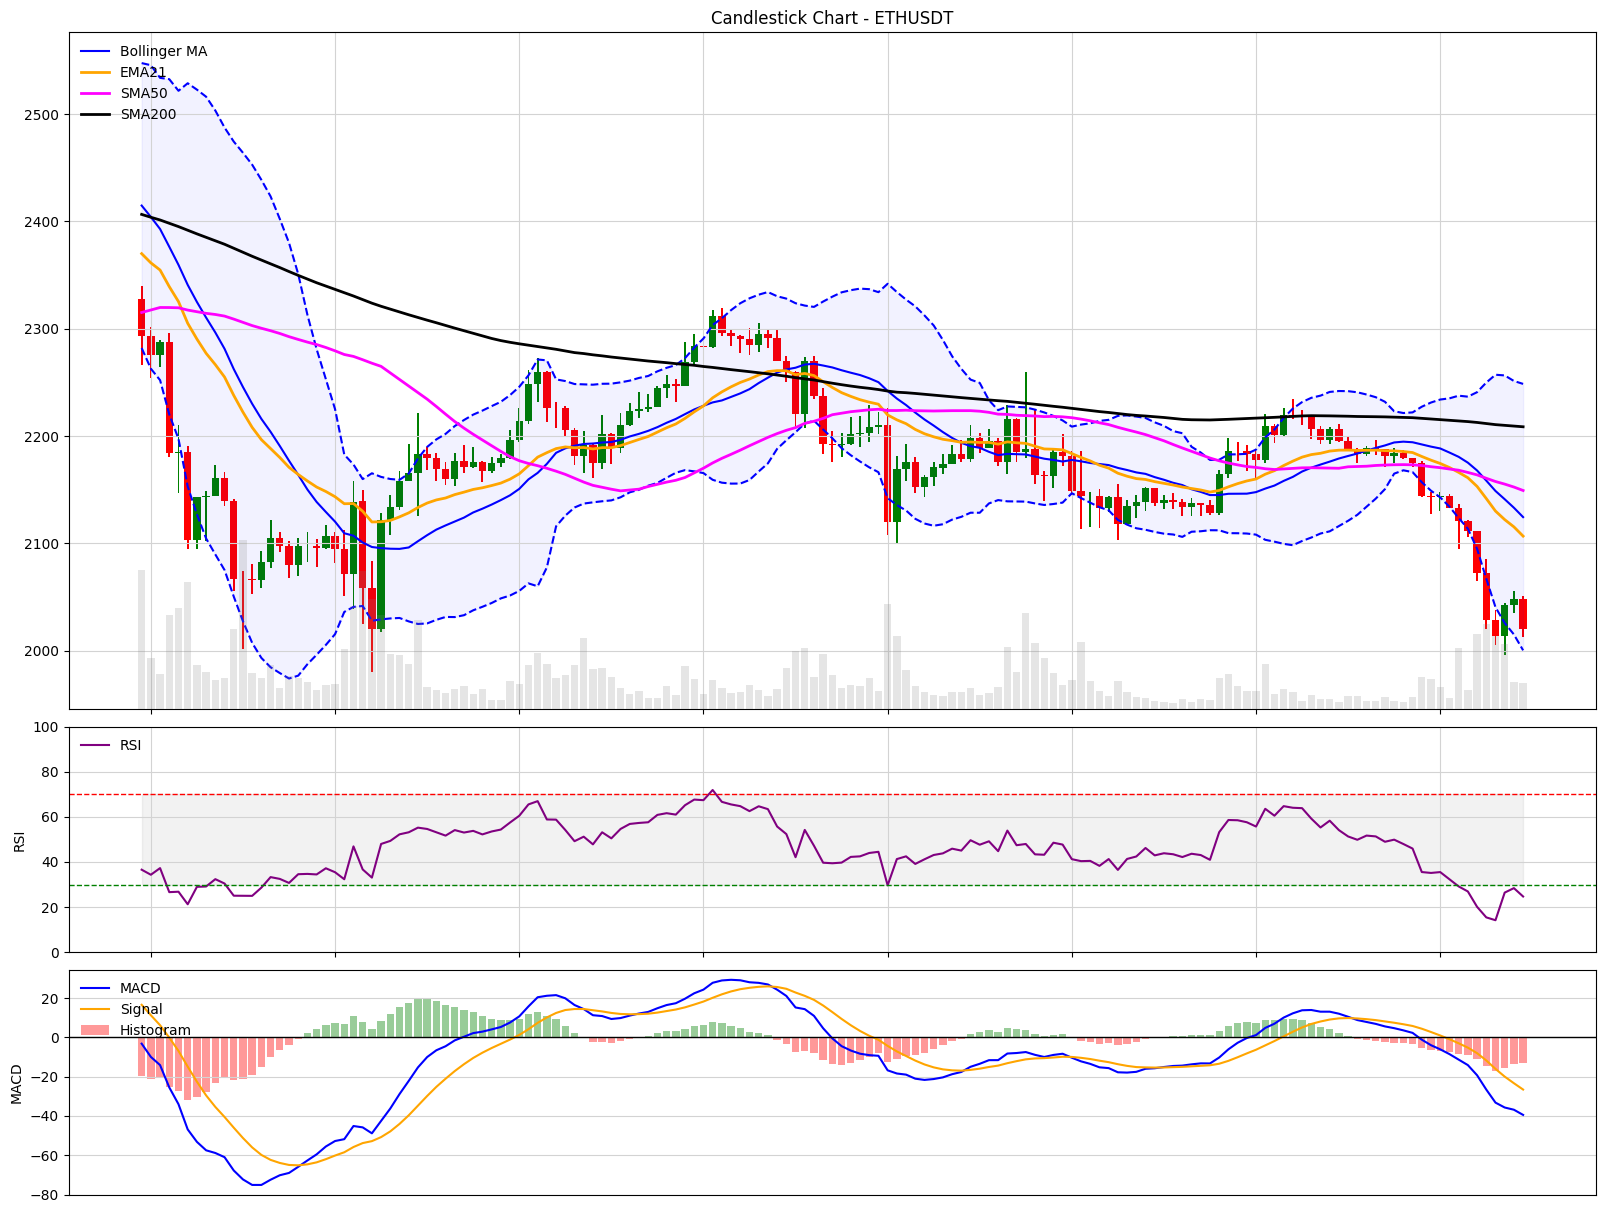 Candlestick Chart - ETHUSDT
Bollinger MA
EMA21
SMA50
SMA200
2500
2400
2300
2200
2100
2000
RSI
100
80
60
40
20
0
RSI
MACD
Signal
Histogram
20
0
−20
−40
−60
−80
MACD